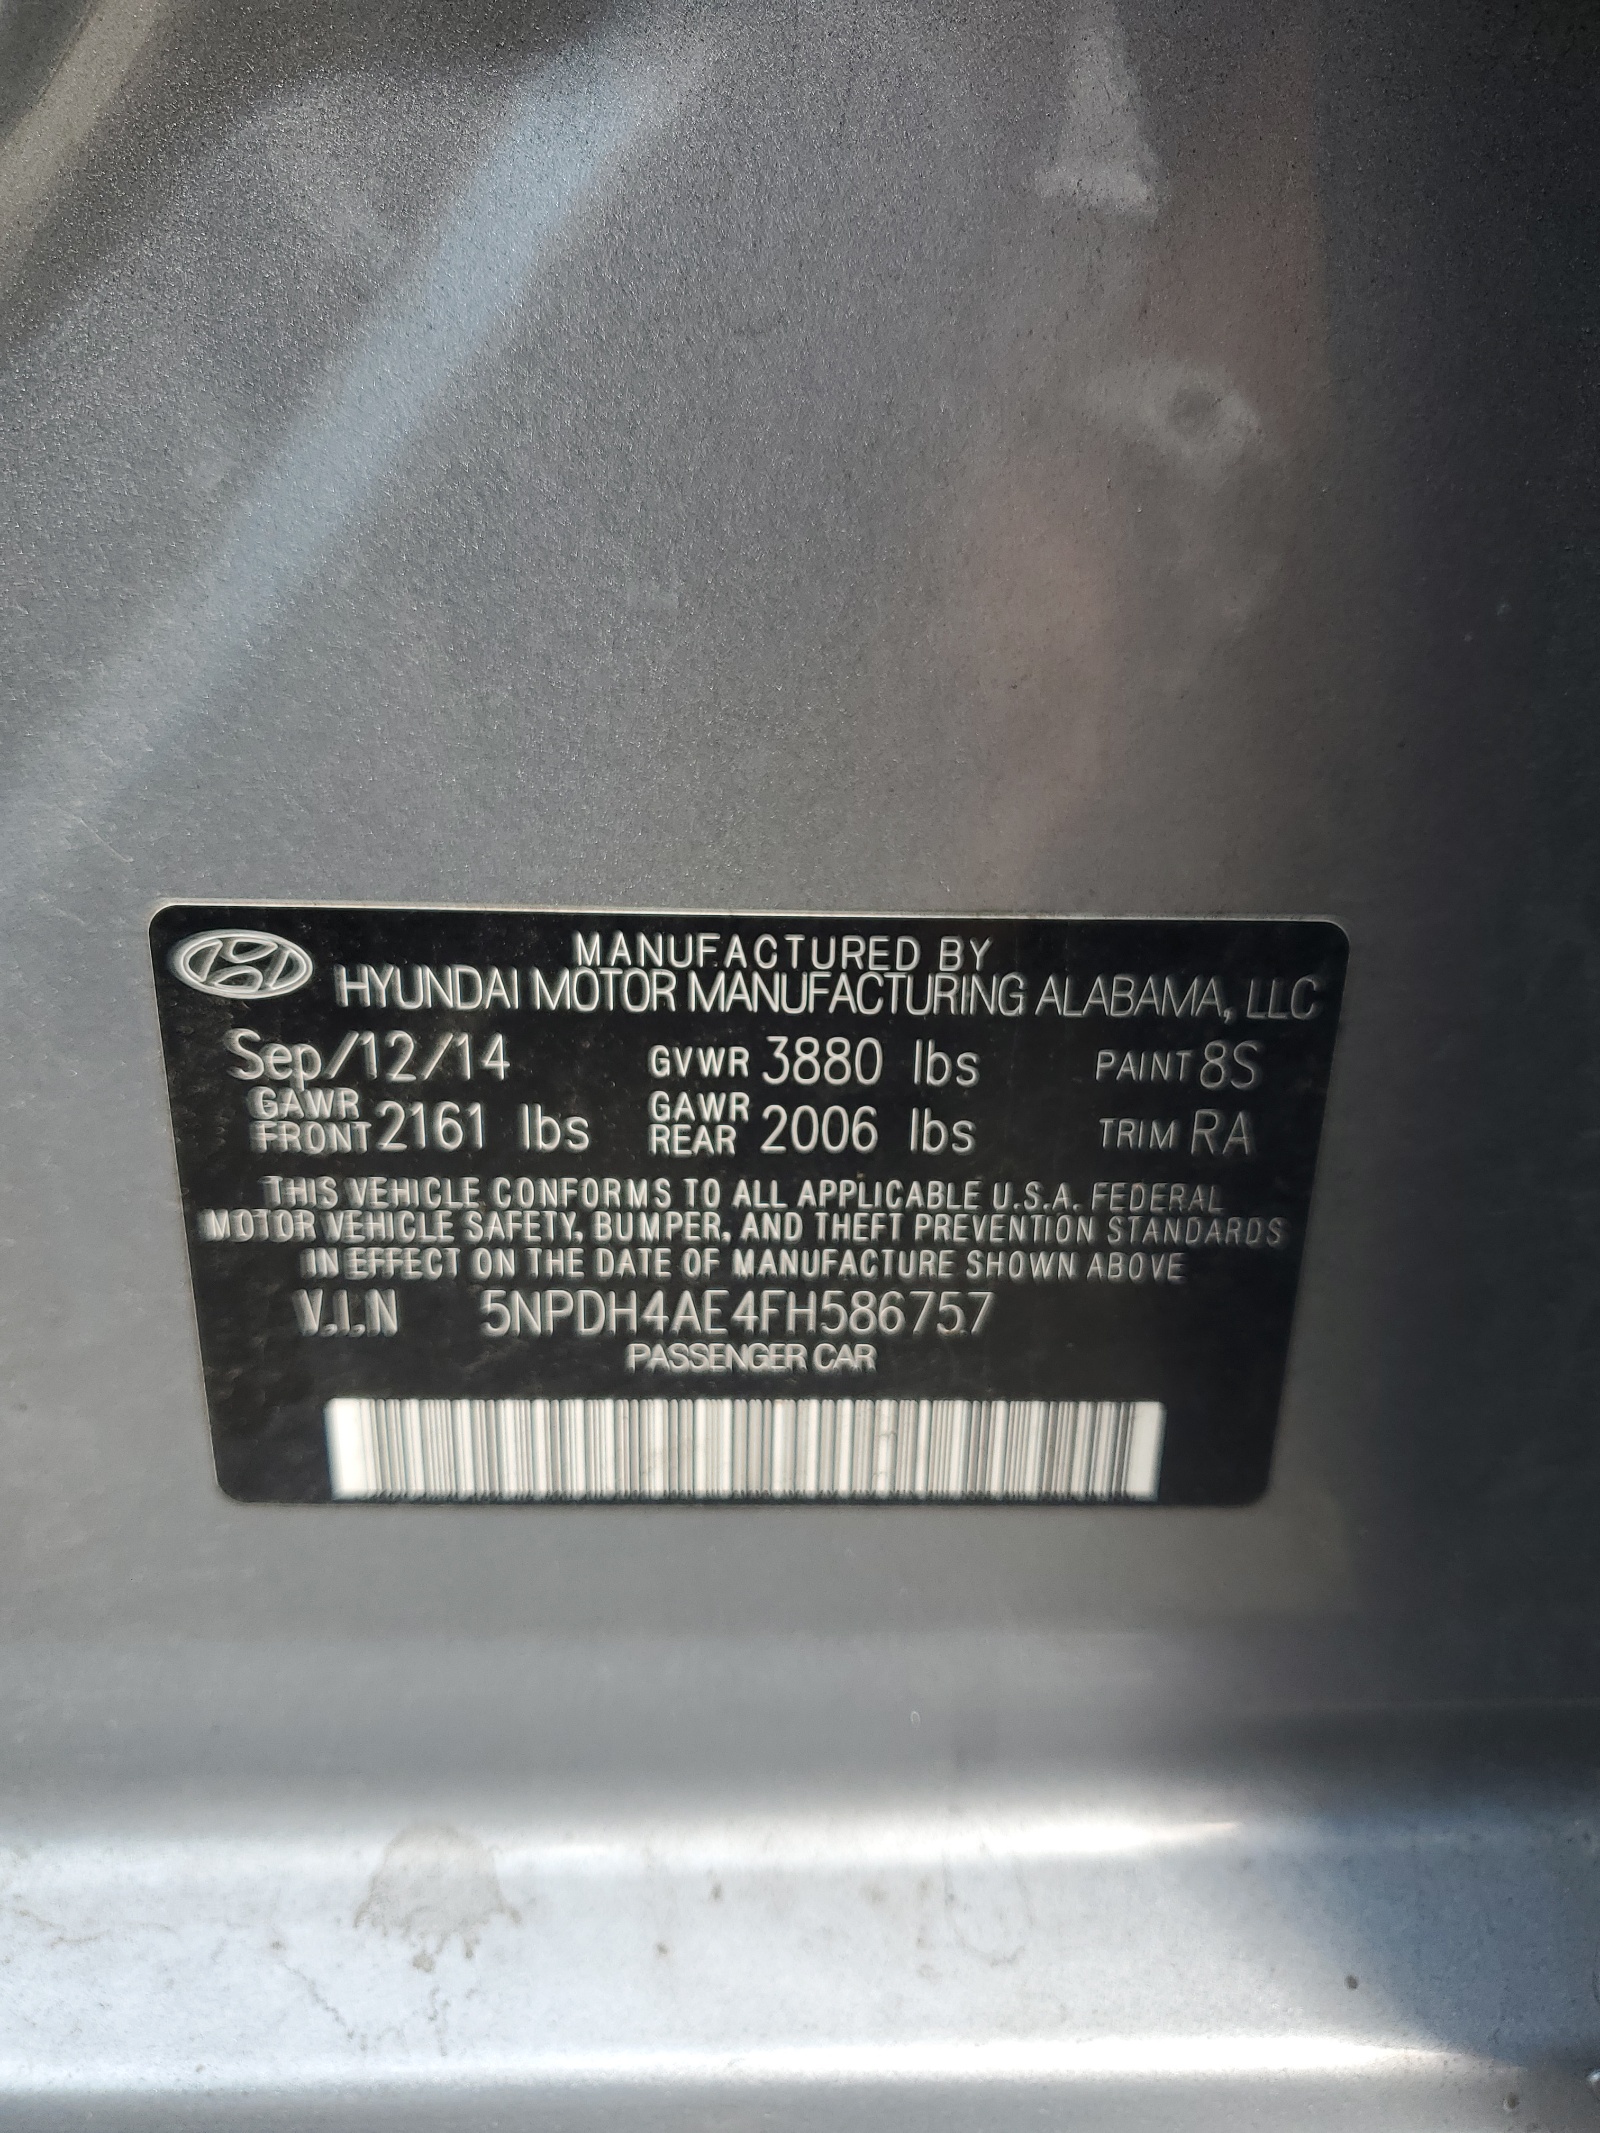 MANUFACTURED BY
HYUNDAI MOTOR MANUFACTURING ALABAMA, LLC
Sep/12/14 GVWR 3880 lbs PAINT 8S
GAWR FRONT 2161 lbs GAWR REAR 2006 lbs TRIM RA
THIS VEHICLE CONFORMS TO ALL APPLICABLE U.S.A. FEDERAL
MOTOR VEHICLE SAFETY, BUMPER, AND THEFT PREVENTION STANDARDS
IN EFFECT ON THE DATE OF MANUFACTURE SHOWN ABOVE
V.I.N 5NPDH4AE4FH586757
PASSENGER CAR